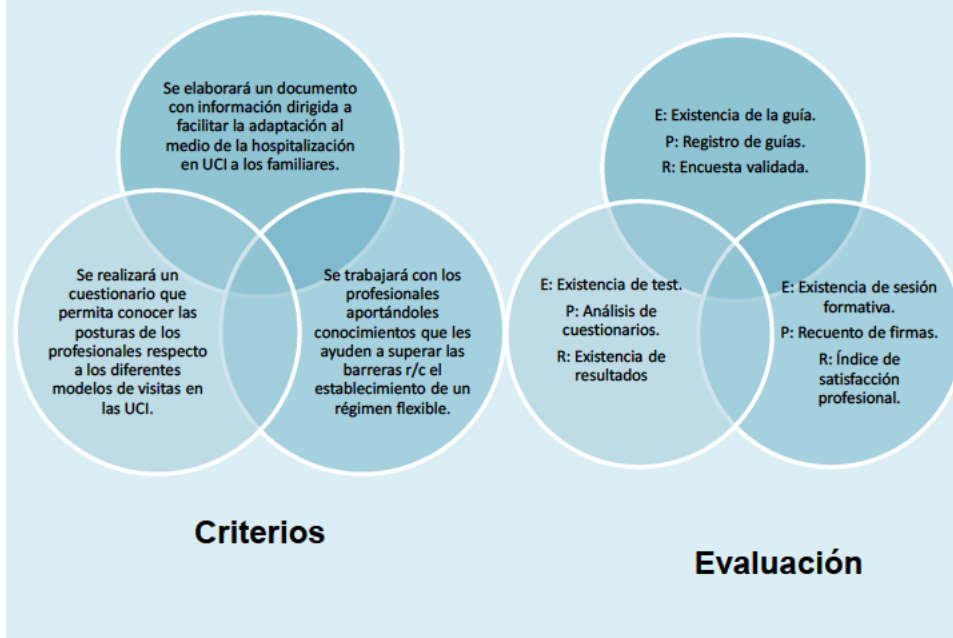 Se elaborará un documento
con información dirigida a
facilitar la adaptación al
medio de la hospitalización
en UCI a los familiares.
Se realizará un
cuestionario que
permita conocer las
posturas de los
profesionales respecto
a los diferentes
modelos de visitas en
las UCI.
Se trabajará con los
profesionales
aportándoles
conocimientos que les
ayuden a superar las
barreras r/c el
establecimiento de un
régimen flexible.
Criterios
E: Existencia de la guía.
P: Registro de guías.
R: Encuesta validada.
E: Existencia de test.
P: Análisis de
cuestionarios.
R: Existencia de
resultados
E: Existencia de sesión
formativa.
P: Recuento de firmas.
R: Índice de
satisfacción
profesional.
Evaluación